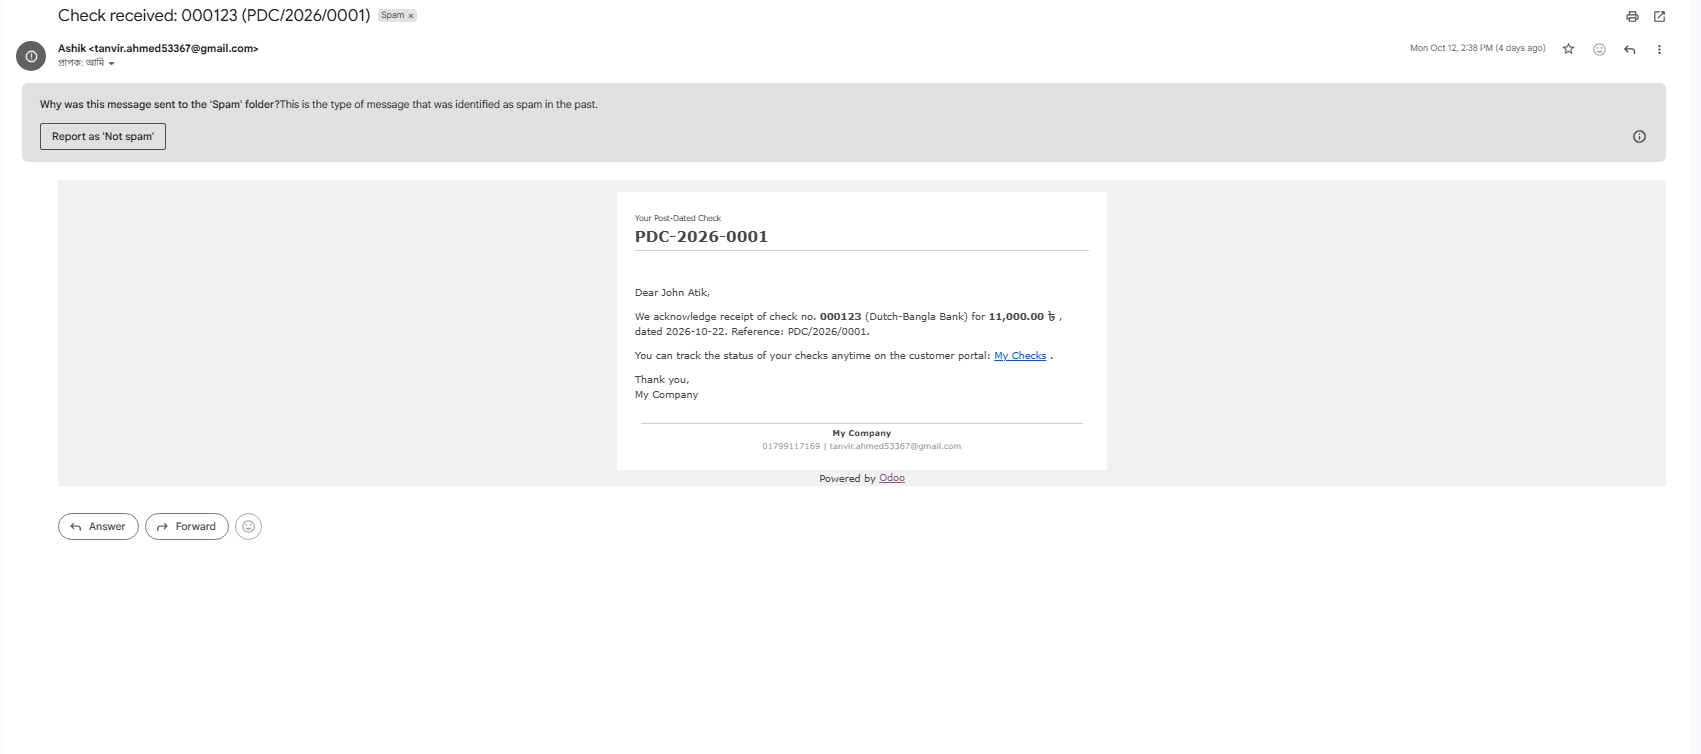 Check received: 000123 (PDC/2026/0001) Spam ×
Ashik <tanvir.ahmed53367@gmail.com>
Mon Oct 12, 2:38 PM (4 days ago)
প্রাপক: আমি
Why was this message sent to the 'Spam' folder?This is the type of message that was identified as spam in the past.
Report as 'Not spam'
Your Post-Dated Check
PDC-2026-0001
Dear John Atik,
We acknowledge receipt of check no. 000123 (Dutch-Bangla Bank) for 11,000.00 ৳ ,
dated 2026-10-22. Reference: PDC/2026/0001.
You can track the status of your checks anytime on the customer portal: My Checks .
Thank you,
My Company
My Company
01799117169 | tanvir.ahmed53367@gmail.com
Powered by Odoo
Answer
Forward